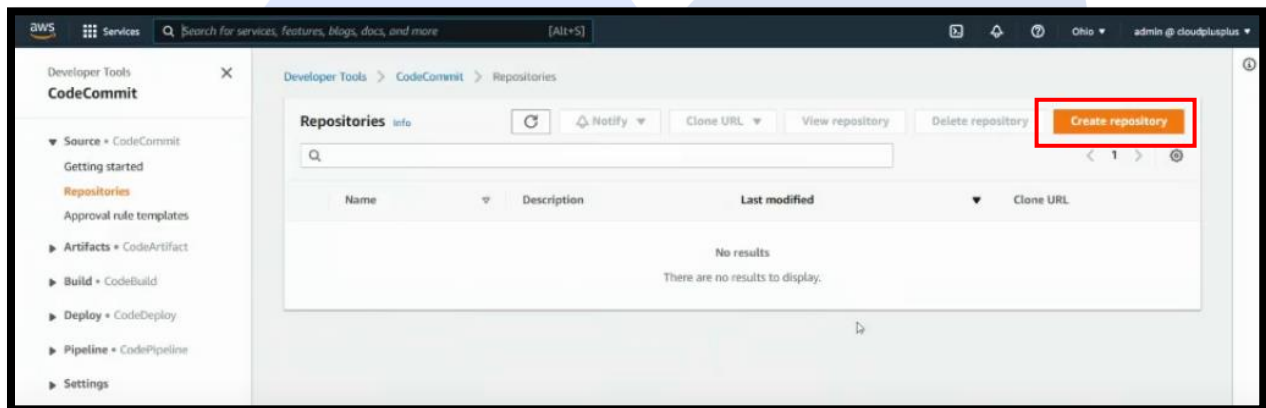 aws Services Search for services, features, blogs, docs, and more [Alt+S] Ohio ▼ admin @ cloudplusplus ▼
Developer Tools
CodeCommit
Developer Tools > CodeCommit > Repositories
Repositories Info Notify ▼ Clone URL ▼ View repository Delete repository Create repository
< 1 >
▼ Source • CodeCommit
Getting started
Repositories
Approval rule templates
▶ Artifacts • CodeArtifact
▶ Build • CodeBuild
▶ Deploy • CodeDeploy
▶ Pipeline • CodePipeline
▶ Settings
Name Description Last modified ▼ Clone URL
No results
There are no results to display.